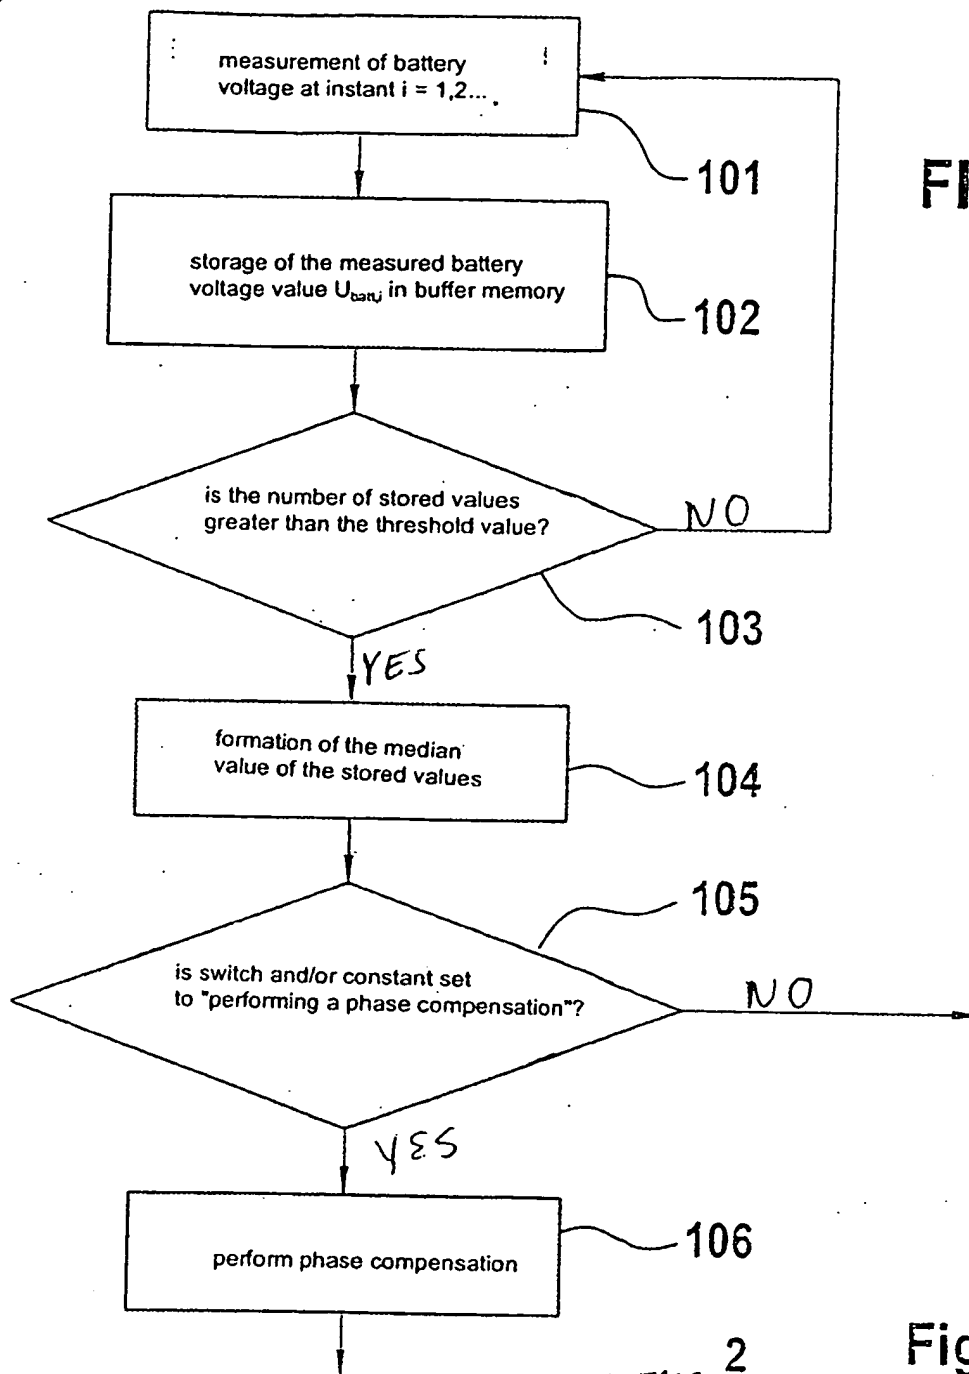 measurement of battery
voltage at instant i = 1,2...
101
FI
storage of the measured battery
voltage value U_batt,i in buffer memory
102
is the number of stored values
greater than the threshold value?
NO
103
YES
formation of the median
value of the stored values
104
105
is switch and/or constant set
to "performing a phase compensation"?
NO
YES
106
perform phase compensation
2
Fig